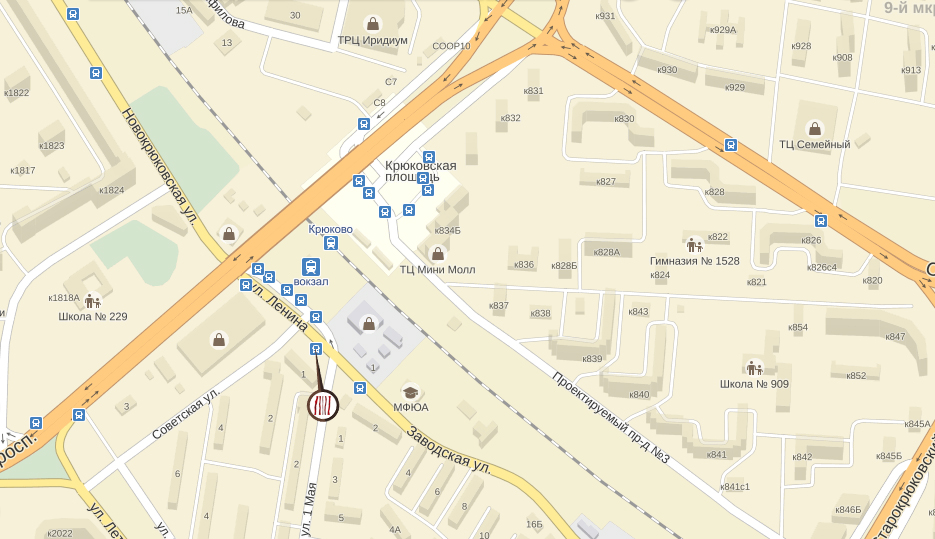 15А
30
к931
9-й мкр
ТРЦ Иридиум
к929А
13
СООР10
к928
к908
к930
С7
к913
к929
к1822
к831
С8
к832
к830
Новокрюковская ул.
к1823
ТЦ Семейный
Крюковская
площадь
к1817
к827
к1824
к828
Крюково
к834Б
к822
к826
к828А
Гимназия № 1528
к836
к828Б
ТЦ Мини Молл
к826с4
вокзал
к824
к821
к820
к1818А
ул. Ленина
к837
к838
к843
Школа № 229
к854
к847
к839
1
1
к852
Школа № 909
Проектируемый пр-д №3
к840
МФЮА
Советская ул.
3
2
4
2
к845А
1
Заводская ул.
к841
к842
к845Б
2
6
3
4
6
8
к841с1
ул. 1 Мая
Старокрюковский
4
5
4А
16Б
10
к846Б
к2022